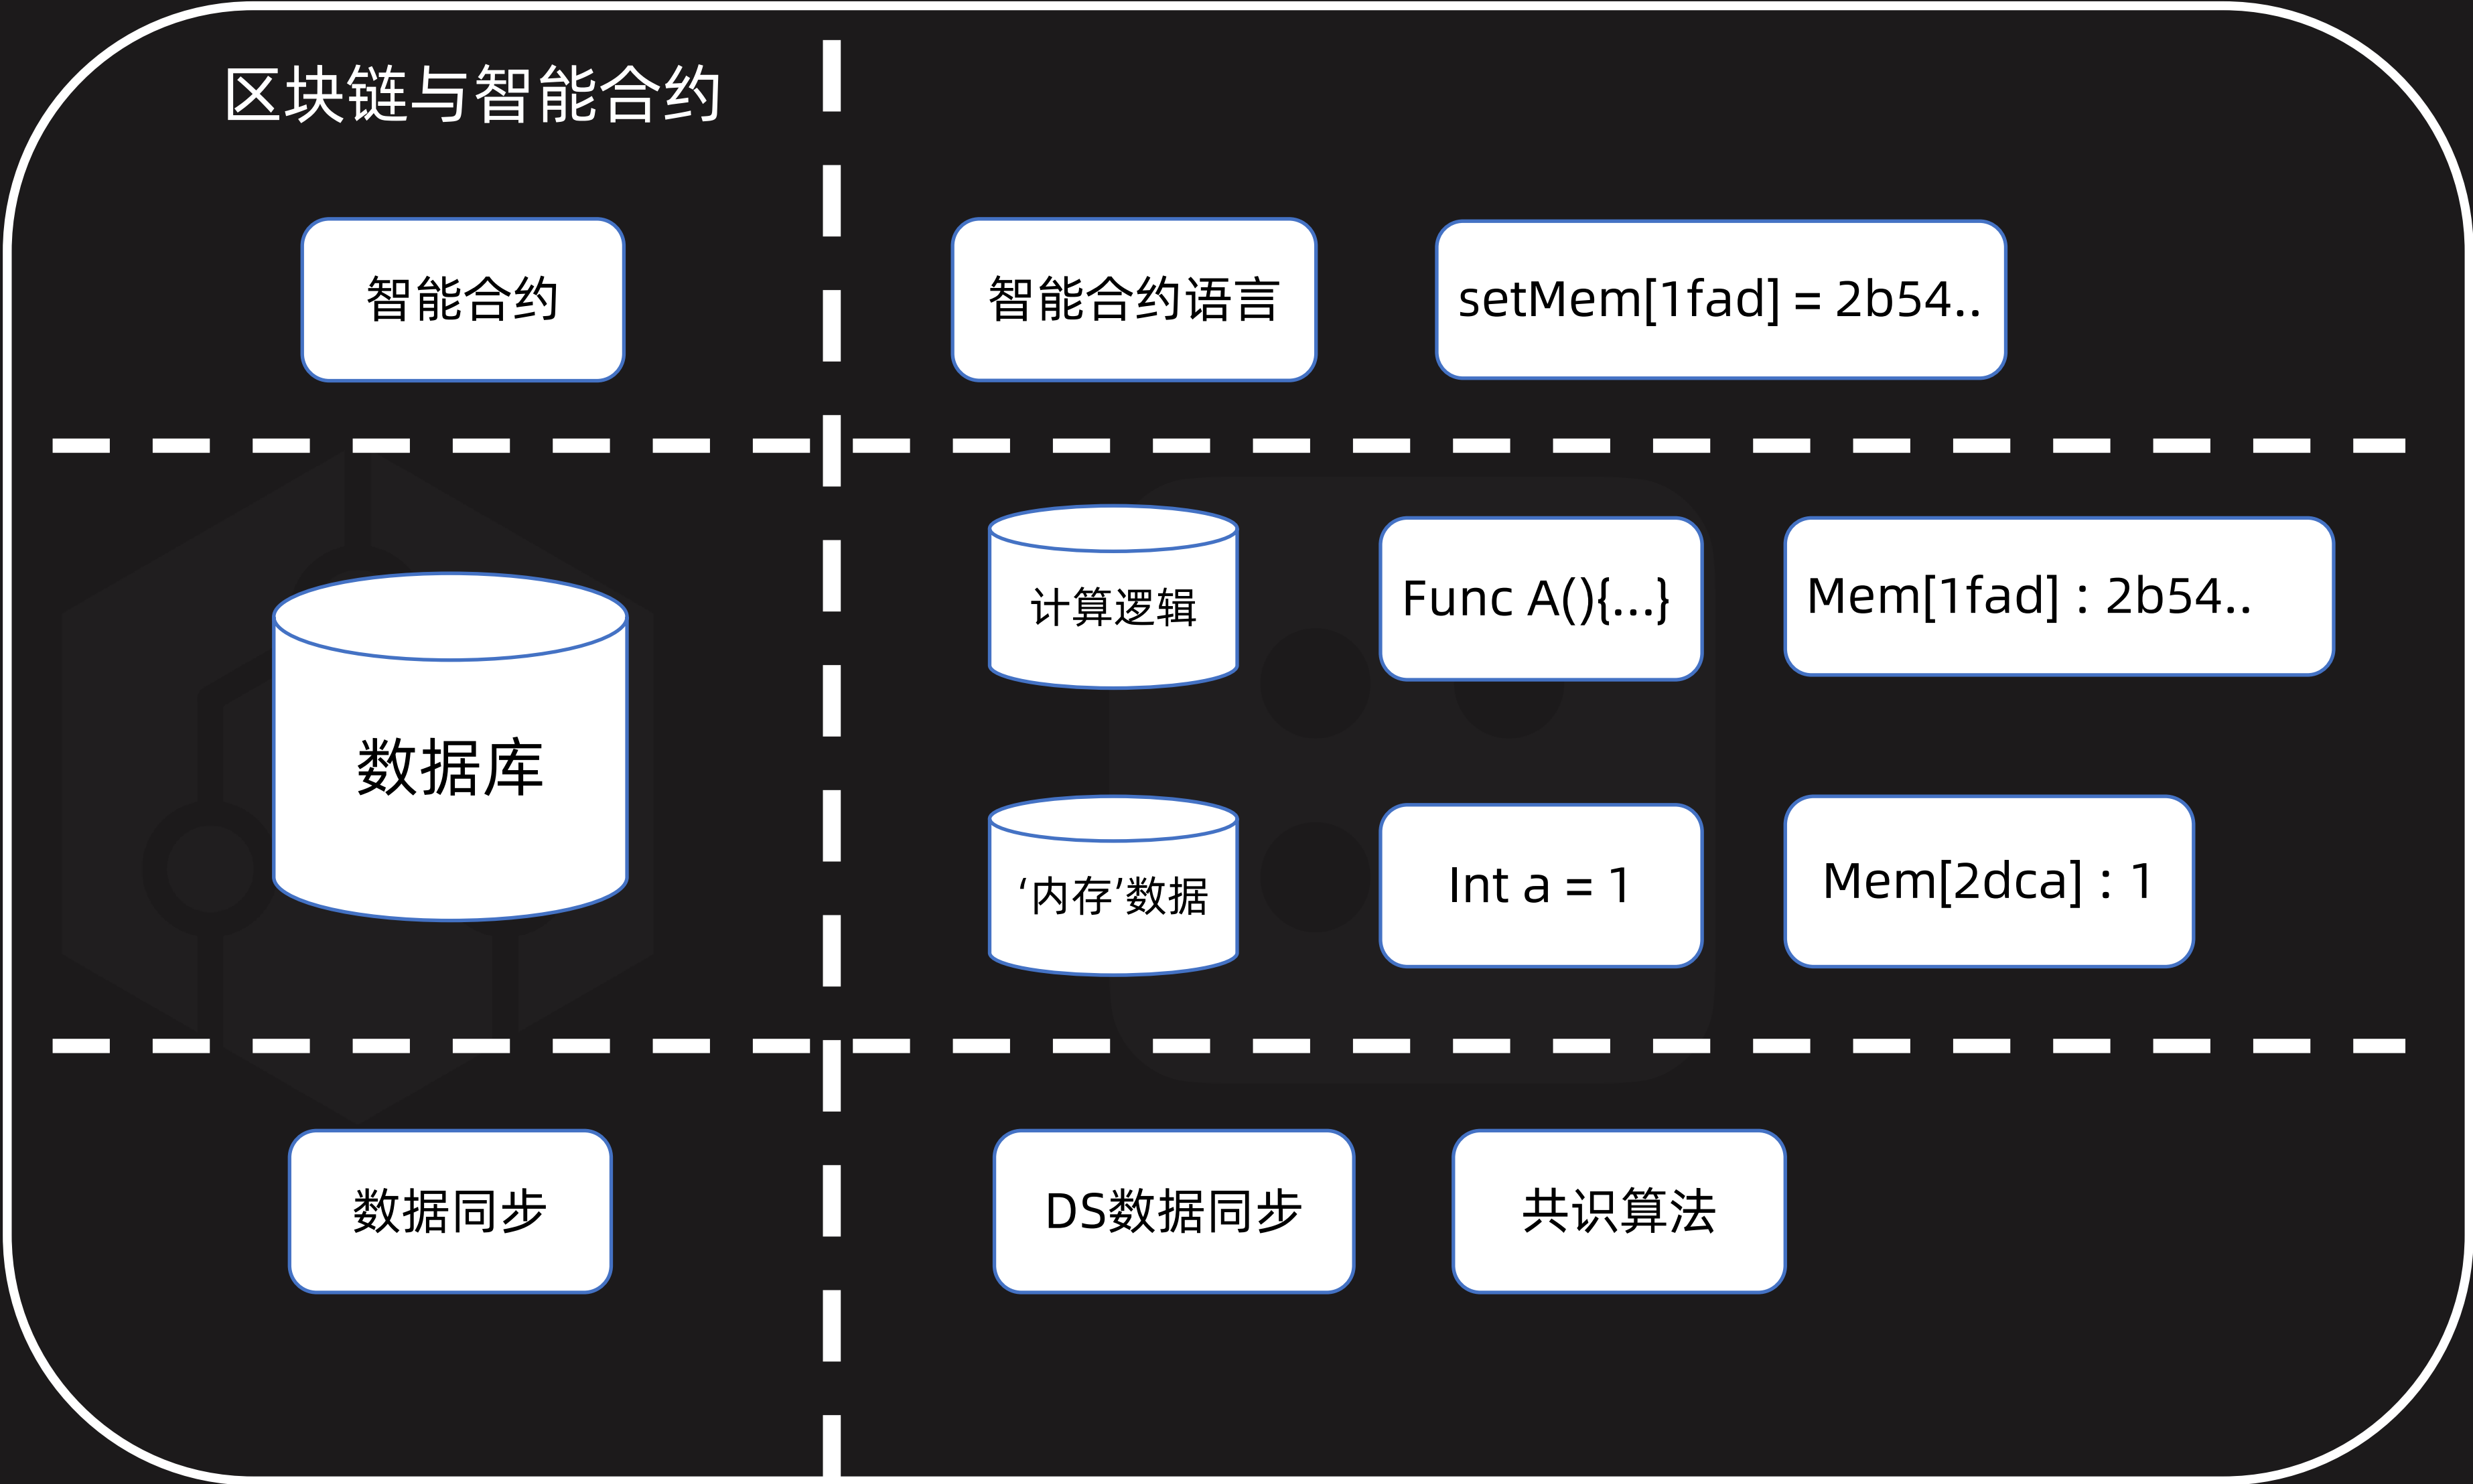 区块链与智能合约
智能合约
智能合约语言
setMem[1fad] = 2b54..
数据库
计算逻辑
Func A(){...}
Mem[1fad] : 2b54..
‘内存’数据
Int a = 1
Mem[2dca] : 1
数据同步
DS数据同步
共识算法